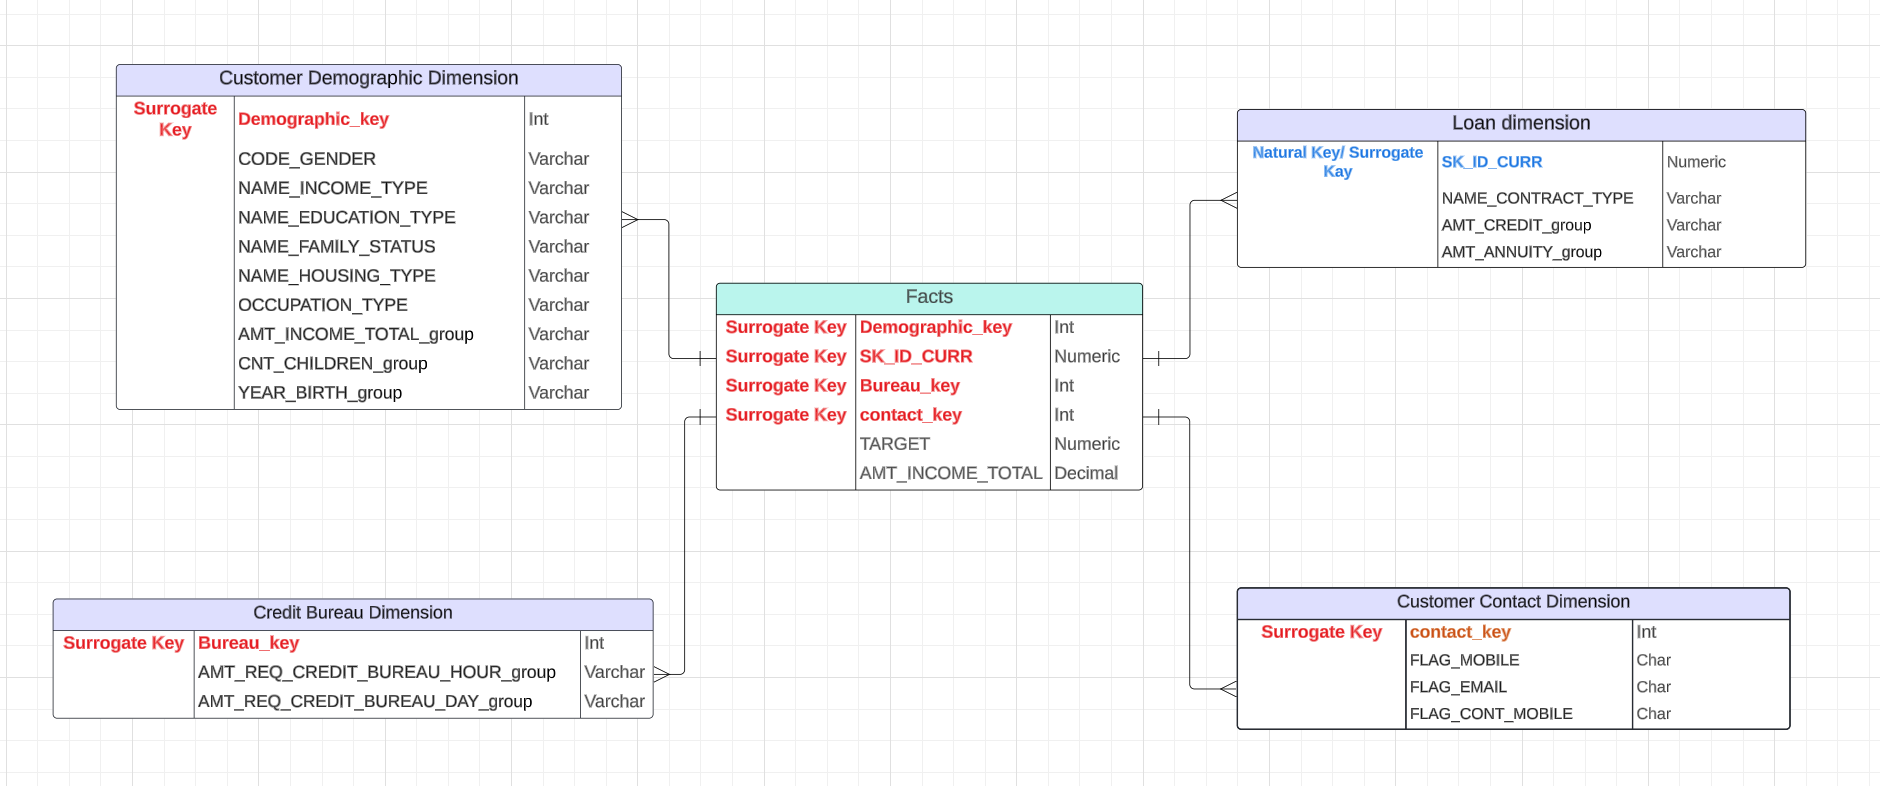 Customer Demographic Dimension
Surrogate
Key
Demographic_key Int
CODE_GENDER Varchar
NAME_INCOME_TYPE Varchar
NAME_EDUCATION_TYPE Varchar
NAME_FAMILY_STATUS Varchar
NAME_HOUSING_TYPE Varchar
OCCUPATION_TYPE Varchar
AMT_INCOME_TOTAL_group Varchar
CNT_CHILDREN_group Varchar
YEAR_BIRTH_group Varchar
Loan dimension
Natural Key/ Surrogate
Kay
SK_ID_CURR Numeric
NAME_CONTRACT_TYPE Varchar
AMT_CREDIT_group Varchar
AMT_ANNUITY_group Varchar
Facts
Surrogate Key Demographic_key Int
Surrogate Key SK_ID_CURR Numeric
Surrogate Key Bureau_key Int
Surrogate Key contact_key Int
TARGET Numeric
AMT_INCOME_TOTAL Decimal
Credit Bureau Dimension
Surrogate Key Bureau_key Int
AMT_REQ_CREDIT_BUREAU_HOUR_group Varchar
AMT_REQ_CREDIT_BUREAU_DAY_group Varchar
Customer Contact Dimension
Surrogate Key contact_key Int
FLAG_MOBILE Char
FLAG_EMAIL Char
FLAG_CONT_MOBILE Char